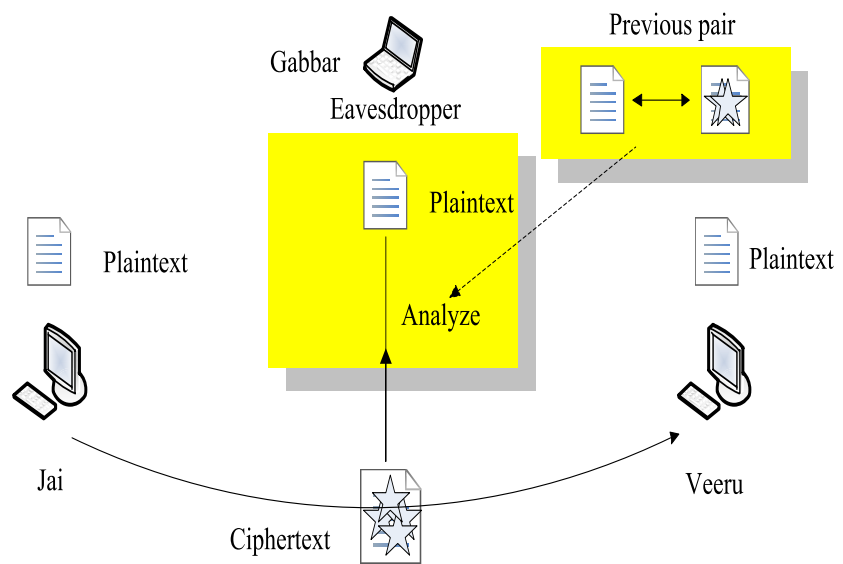 Previous pair
Gabbar
Eavesdropper
Plaintext
Plaintext
Plaintext
Analyze
Jai
Veeru
Ciphertext